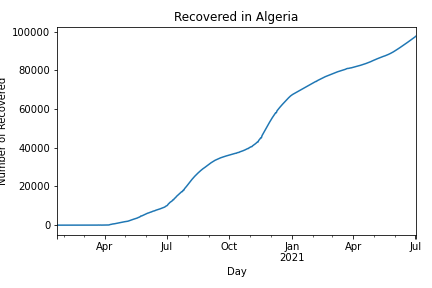 Recovered in Algeria
Number of Recovered
100000
80000
60000
40000
20000
0
Apr
Jul
Oct
Jan
2021
Apr
Jul
Day